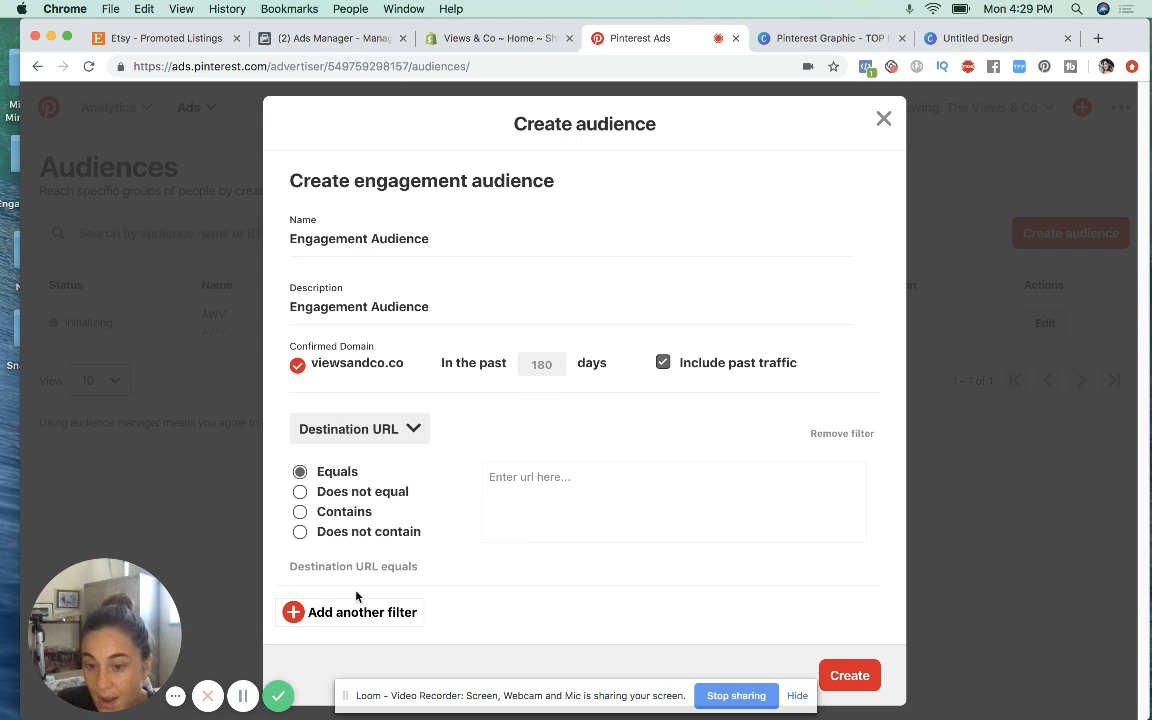 Chrome File Edit View History Bookmarks People Window Help Mon 4:29 PM
Etsy - Promoted Listings
(2) Ads Manager - Manag
Views & Co ~ Home ~ Sh
Pinterest Ads
Pinterest Graphic - TOP
Untitled Design
https://ads.pinterest.com/advertiser/549759298157/audiences/
Analytics Ads
wing: The Views & Co
Create audience
Audiences
Reach specific groups of people by creat
Search by audience name or ID
Create audience
Status Name Actions
Initializing
AWV
AWV
Edit
View 10
1–1 of 1
Using audience manager means you agree to
Create engagement audience
Name
Engagement Audience
Description
Engagement Audience
Confirmed Domain
viewsandco.co In the past 180 days Include past traffic
Destination URL
Remove filter
Equals
Does not equal
Contains
Does not contain
Enter url here...
Destination URL equals
Add another filter
Create
Loom - Video Recorder: Screen, Webcam and Mic is sharing your screen. Stop sharing Hide